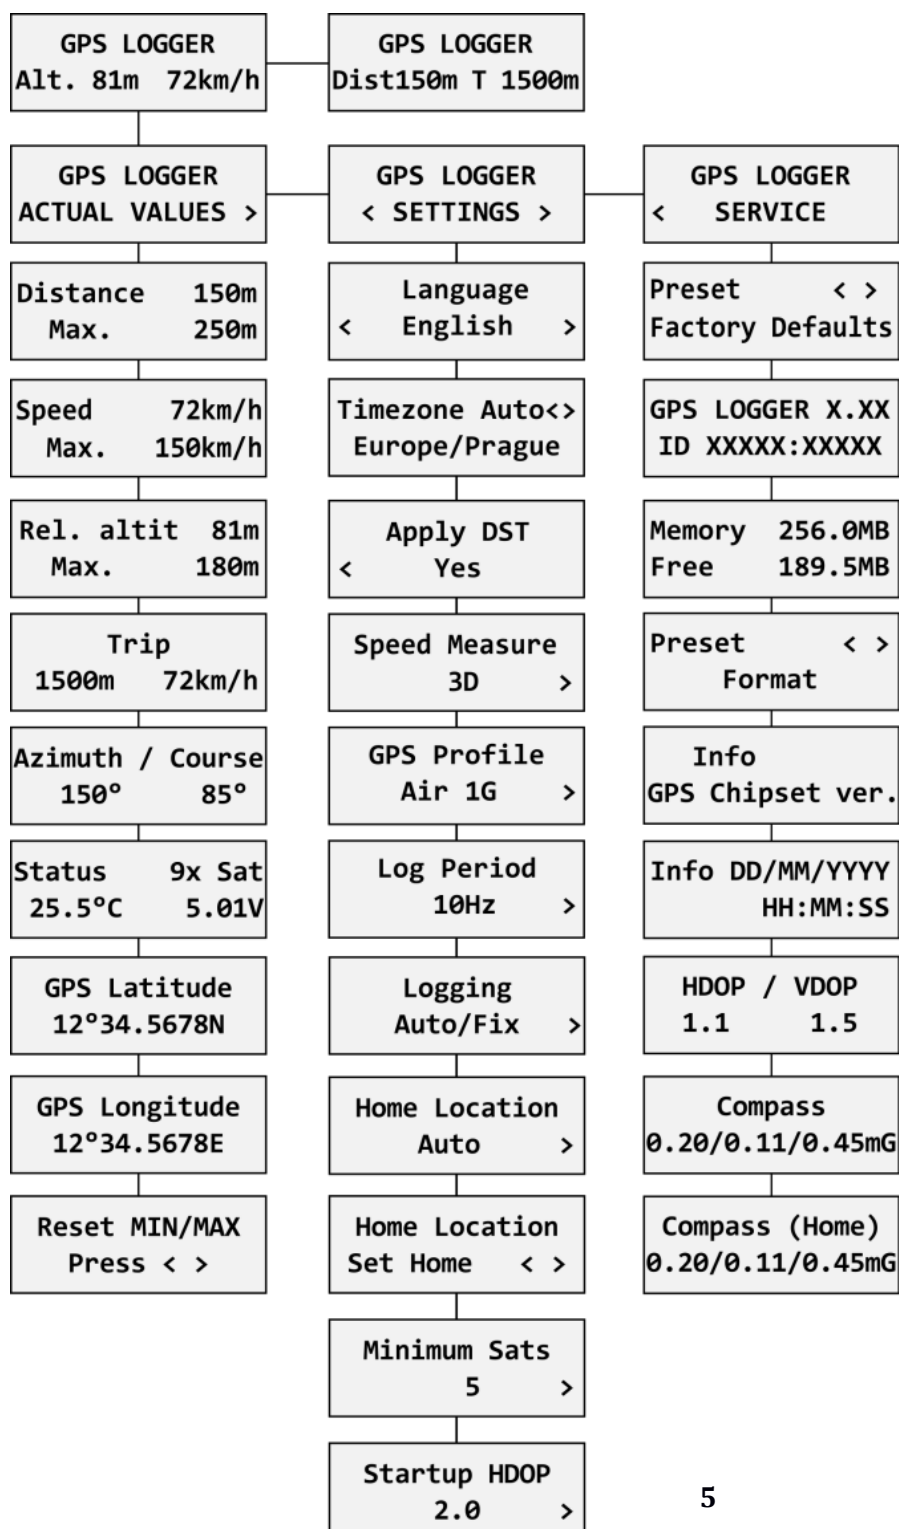 GPS LOGGER
Alt. 81m 72km/h
GPS LOGGER
Dist150m T 1500m
GPS LOGGER
ACTUAL VALUES >
Distance 150m
Max. 250m
Speed 72km/h
Max. 150km/h
Rel. altit 81m
Max. 180m
Trip
1500m 72km/h
Azimuth / Course
150° 85°
Status 9x Sat
25.5°C 5.01V
GPS Latitude
12°34.5678N
GPS Longitude
12°34.5678E
Reset MIN/MAX
Press < >
GPS LOGGER
< SETTINGS >
Language
< English >
Timezone Auto<>
Europe/Prague
Apply DST
< Yes
Speed Measure
3D >
GPS Profile
Air 1G >
Log Period
10Hz >
Logging
Auto/Fix >
Home Location
Auto >
Home Location
Set Home < >
Minimum Sats
5 >
Startup HDOP
2.0 >
GPS LOGGER
< SERVICE
Preset < >
Factory Defaults
GPS LOGGER X.XX
ID XXXXX:XXXXX
Memory 256.0MB
Free 189.5MB
Preset < >
Format
Info
GPS Chipset ver.
Info DD/MM/YYYY
HH:MM:SS
HDOP / VDOP
1.1 1.5
Compass
0.20/0.11/0.45mG
Compass (Home)
0.20/0.11/0.45mG
5